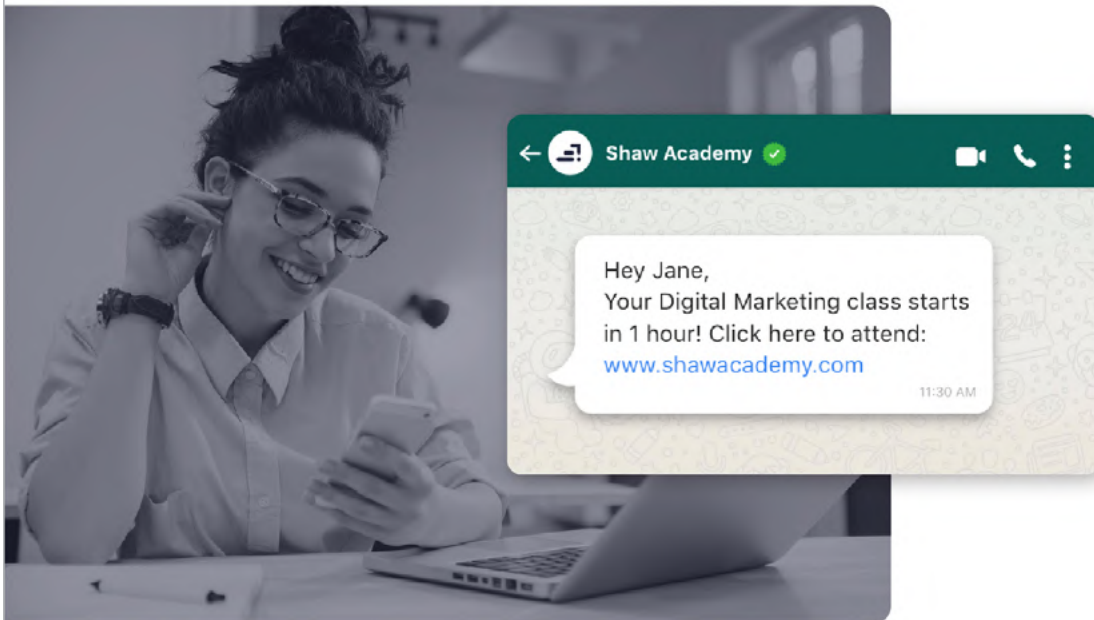 Shaw Academy
Hey Jane,
Your Digital Marketing class starts
in 1 hour! Click here to attend:
www.shawacademy.com
11:30 AM